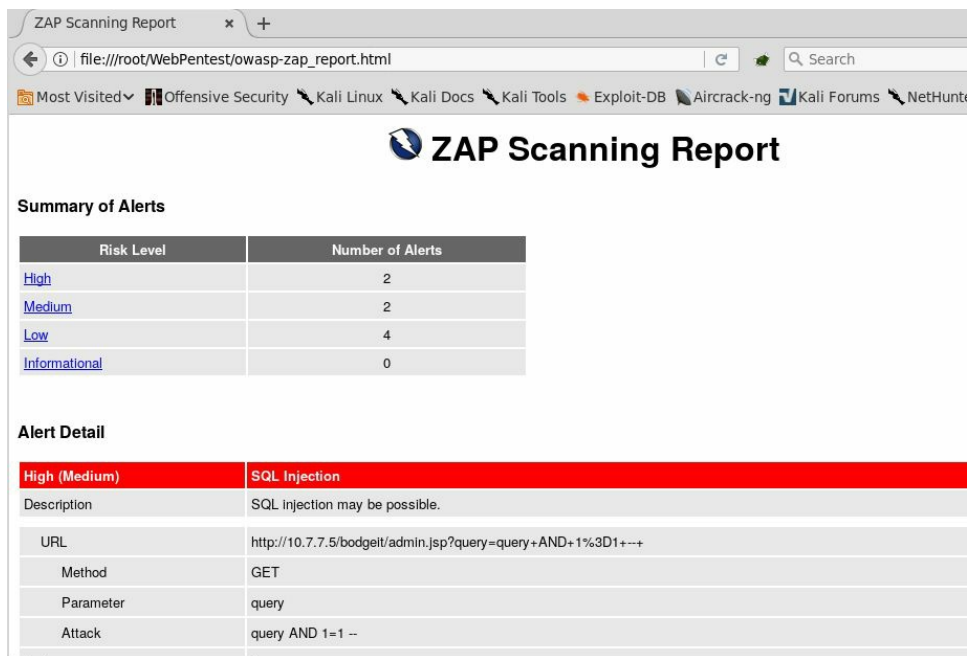 ZAP Scanning Report × +
file:///root/WebPentest/owasp-zap_report.html Search
Most Visited Offensive Security Kali Linux Kali Docs Kali Tools Exploit-DB Aircrack-ng Kali Forums NetHunte
ZAP Scanning Report
Summary of Alerts
Risk Level Number of Alerts
High 2
Medium 2
Low 4
Informational 0
Alert Detail
High (Medium) SQL Injection
Description SQL injection may be possible.
URL http://10.7.7.5/bodgeit/admin.jsp?query=query+AND+1%3D1+--+
Method GET
Parameter query
Attack query AND 1=1 --